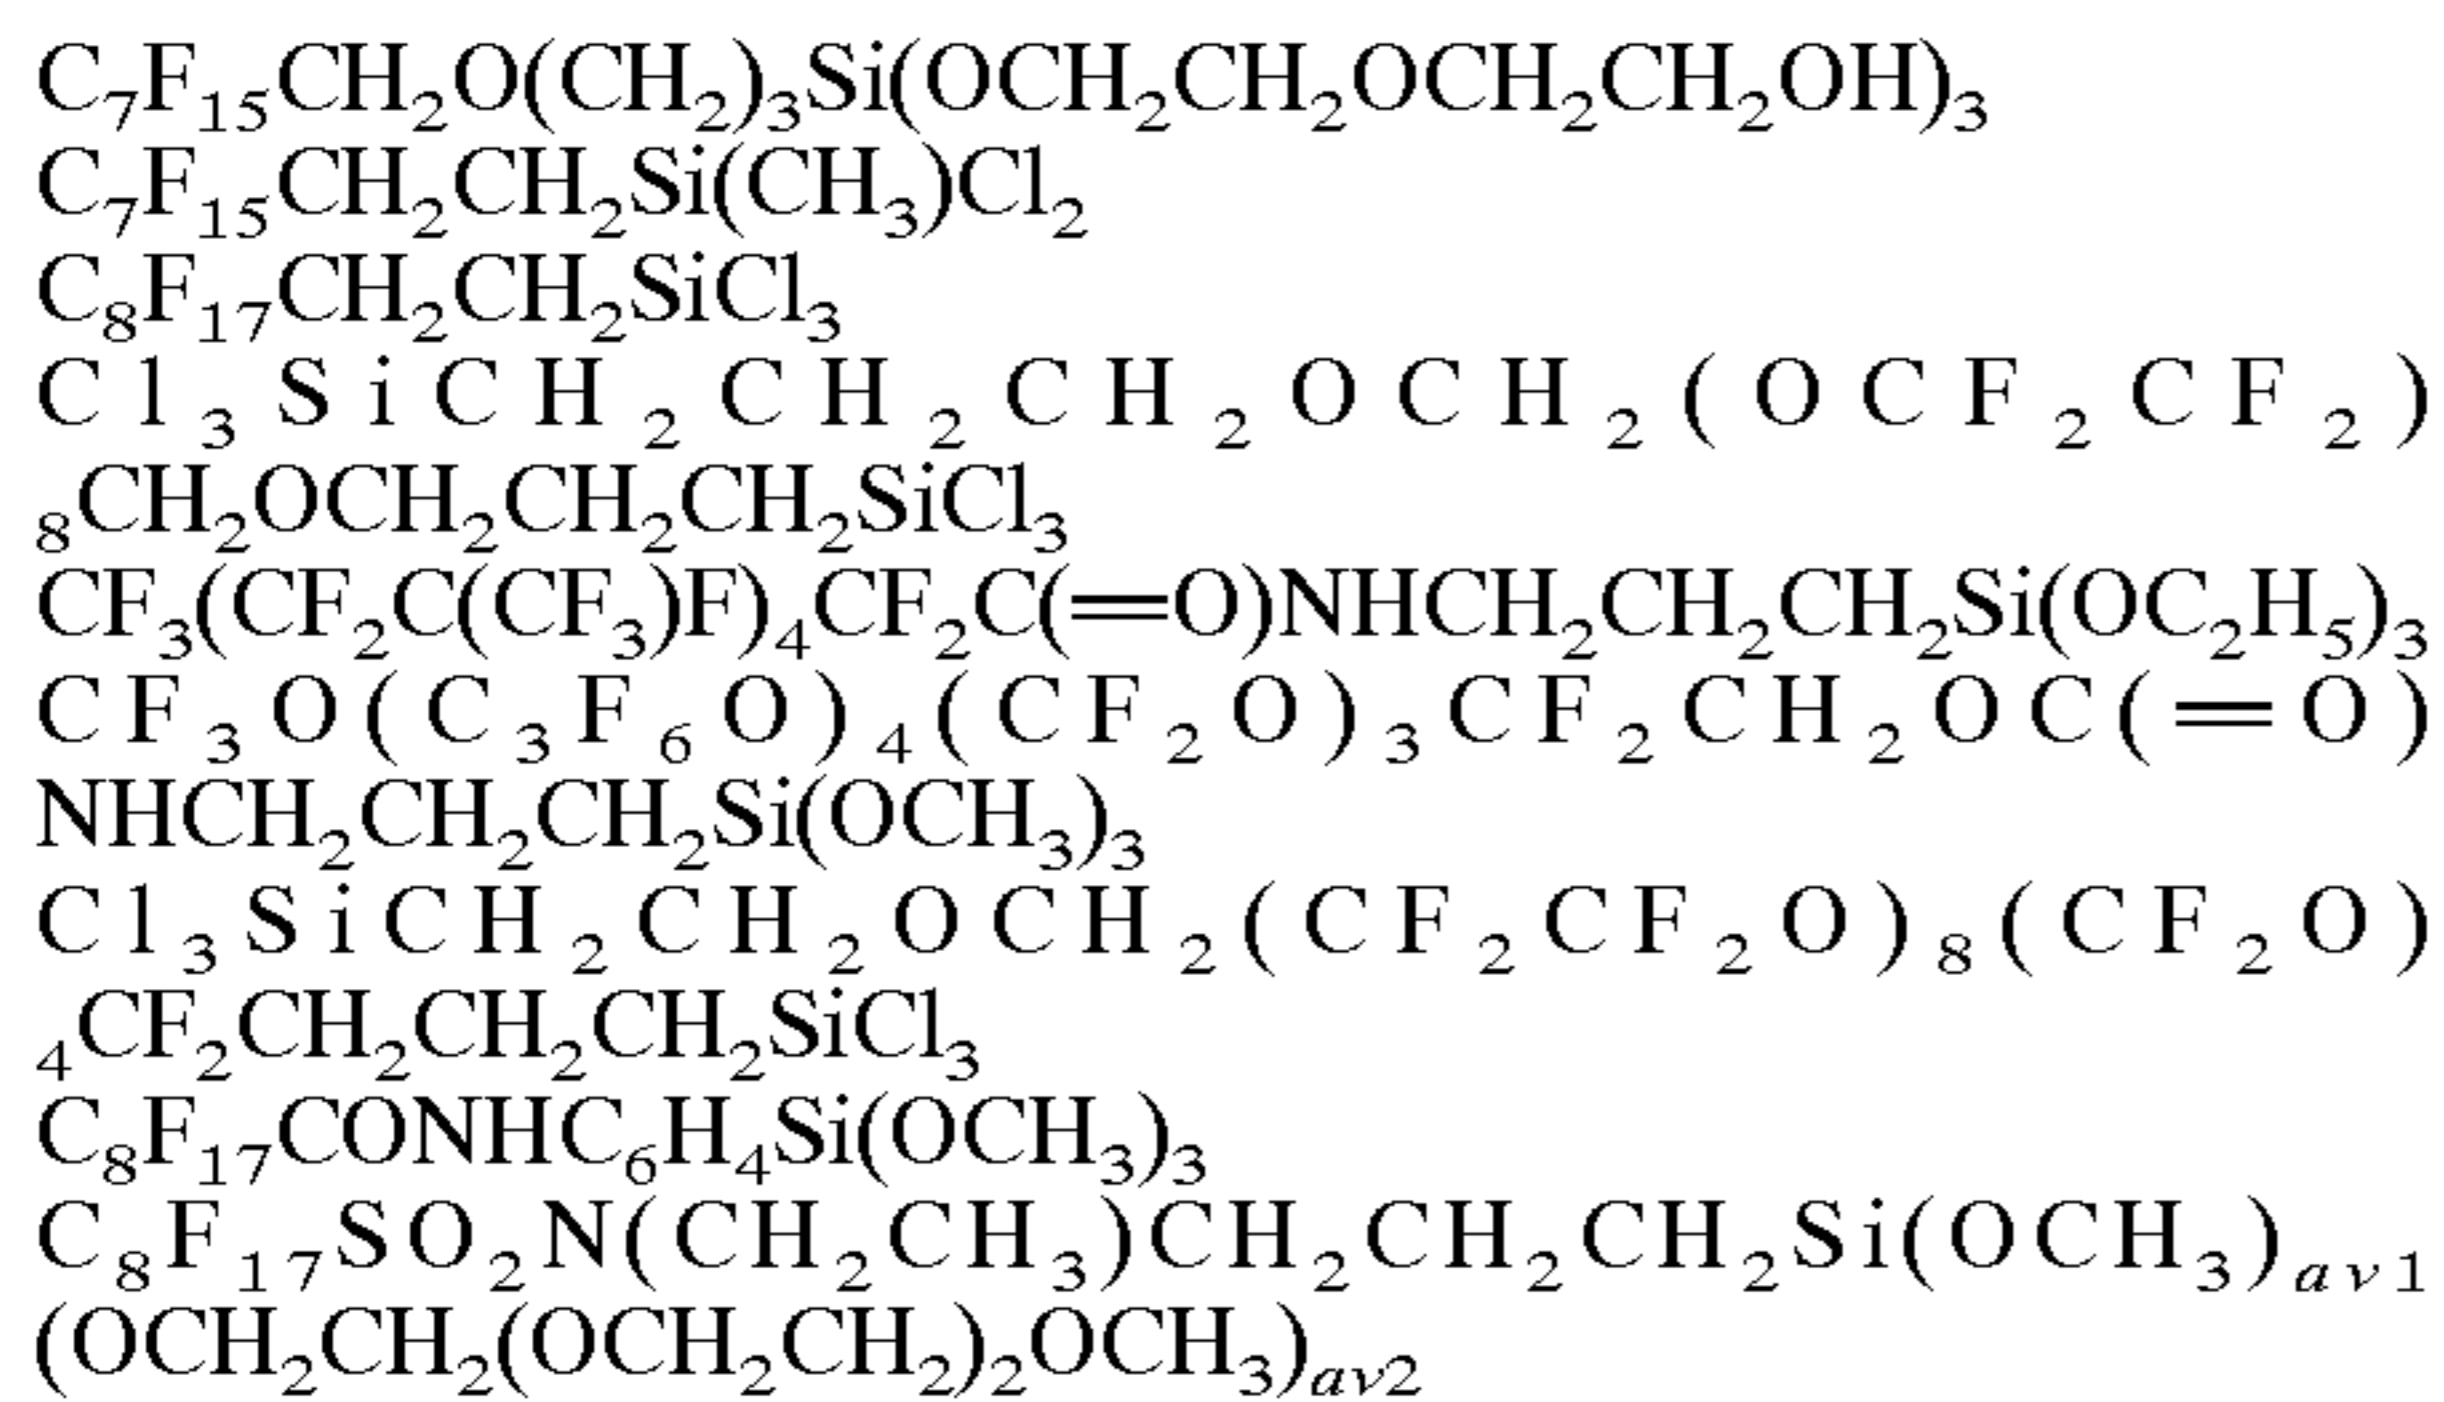 C₇F₁₅CH₂O(CH₂)₃Si(OCH₂CH₂OCH₂CH₂OH)₃
C₇F₁₅CH₂CH₂Si(CH₃)Cl₂
C₈F₁₇CH₂CH₂SiCl₃
Cl₃SiCH₂CH₂CH₂OCH₂(OCF₂CF₂)
₈CH₂OCH₂CH₂CH₂SiCl₃
CF₃(CF₂C(CF₃)F)₄CF₂C(=O)NHCH₂CH₂CH₂Si(OC₂H₅)₃
CF₃O(C₃F₆O)₄(CF₂O)₃CF₂CH₂OC(=O)
NHCH₂CH₂CH₂Si(OCH₃)₃
Cl₃SiCH₂CH₂OCH₂(CF₂CF₂O)₈(CF₂O)
₄CF₂CH₂CH₂CH₂SiCl₃
C₈F₁₇CONHC₆H₄Si(OCH₃)₃
C₈F₁₇SO₂N(CH₂CH₃)CH₂CH₂CH₂Si(OCH₃)av1
(OCH₂CH₂(OCH₂CH₂)₂OCH₃)av2